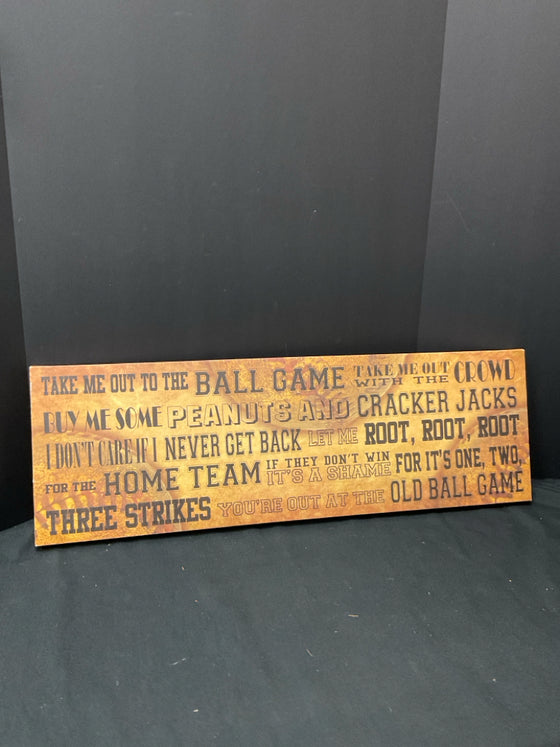 TAKE ME OUT TO THE BALL GAME TAKE ME OUT WITH THE CROWD
BUY ME SOME PEANUTS AND CRACKER JACKS
I DON'T CARE IF I NEVER GET BACK LET ME ROOT, ROOT, ROOT
FOR THE HOME TEAM IF THEY DON'T WIN IT'S A SHAME FOR IT'S ONE, TWO,
THREE STRIKES YOU'RE OUT AT THE OLD BALL GAME